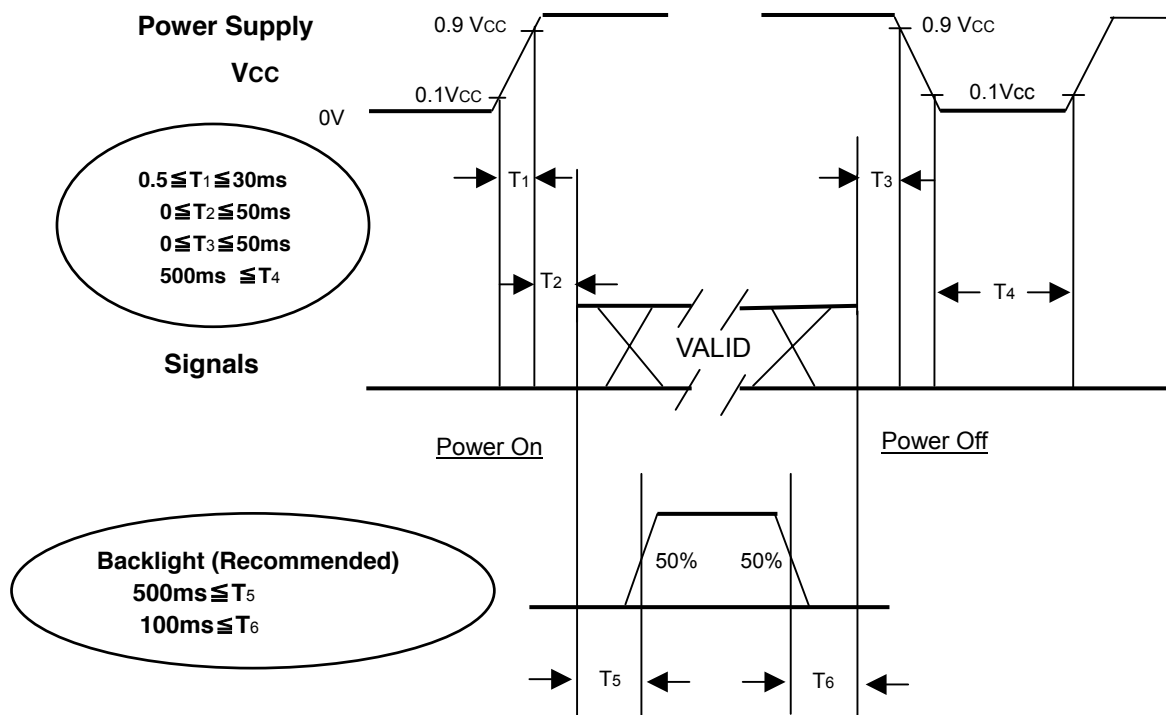 Power Supply
Vcc
0.9 Vcc
0.1Vcc
0V
0.9 Vcc
0.1Vcc
0.5≦T1≦30ms
0≦T2≦50ms
0≦T3≦50ms
500ms ≦T4
T1
T2
T3
T4
Signals
VALID
Power On
Power Off
Backlight (Recommended)
500ms≦T5
100ms≦T6
50%
50%
T5
T6